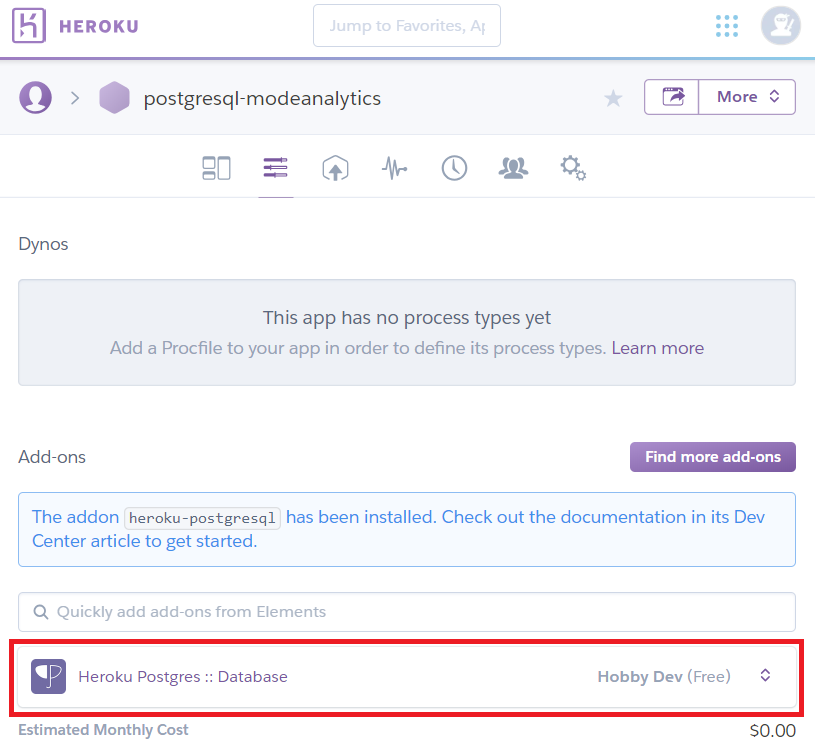 HEROKU
Jump to Favorites, Ap
postgresql-modeanalytics
More
Dynos
This app has no process types yet
Add a Procfile to your app in order to define its process types. Learn more
Add-ons
Find more add-ons
The addon heroku-postgresql has been installed. Check out the documentation in its Dev
Center article to get started.
Quickly add add-ons from Elements
Heroku Postgres :: Database
Hobby Dev (Free)
Estimated Monthly Cost
$0.00